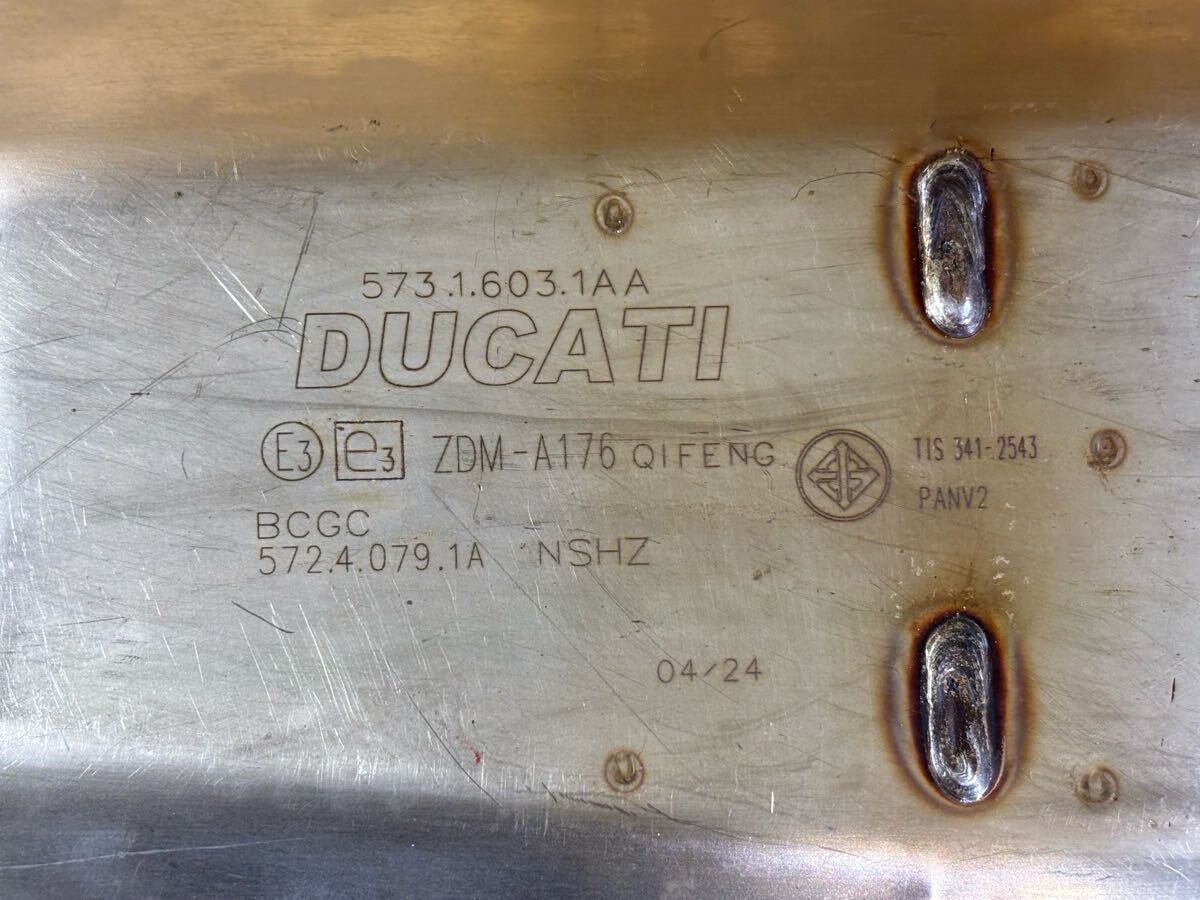 573.1.603.1AA
DUCATI
E3 e3 ZDM-A176 QIFENG TIS 341-2543
PANV2
BCGC
572.4.079.1A NSHZ
04/24